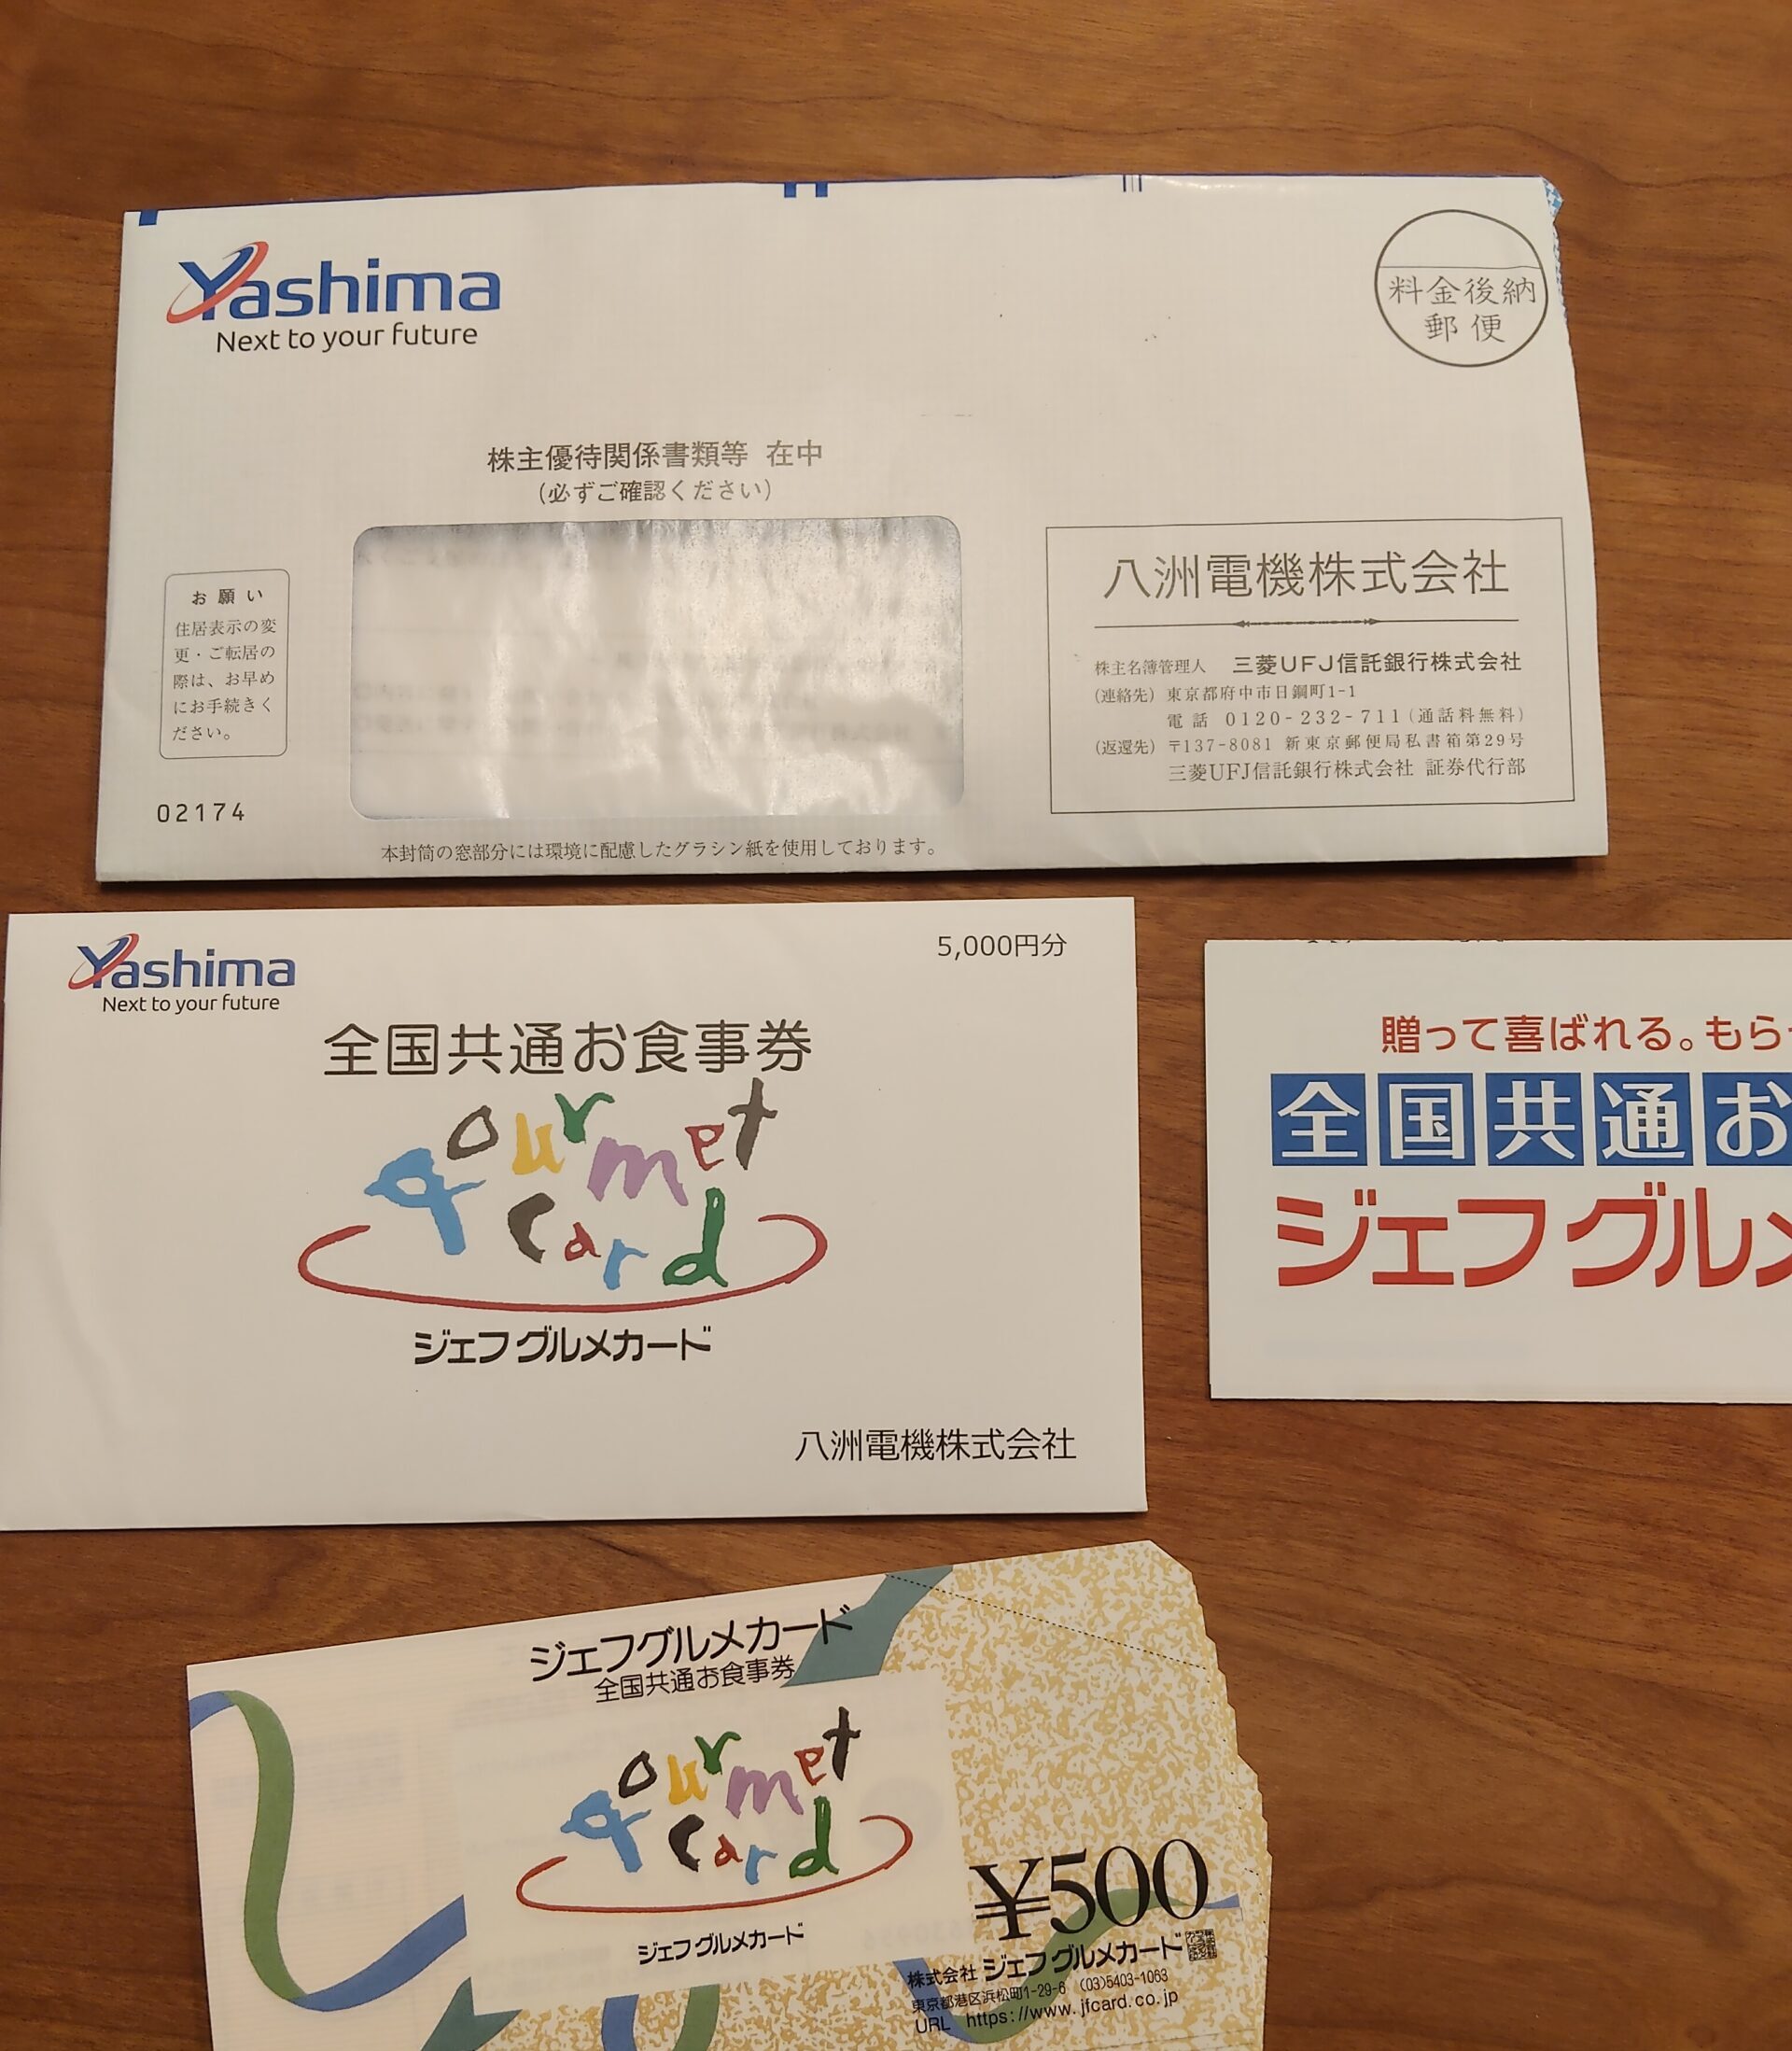 Yashima
Next to your future
料金後納
郵便
株主優待関係書類等 在中
(必ずご確認ください)
お願い
住居表示の変
更・ご転居の
際は、お早め
にお手続きく
ださい。
02174
八洲電機株式会社
株主名簿管理人 三菱UFJ信託銀行株式会社
(連絡先) 東京都府中市日鋼町1-1
電話 0120-232-711(通話料無料)
(返還先) 〒137-8081 新東京郵便局私書箱第29号
三菱UFJ信託銀行株式会社 証券代行部
本封筒の窓部分には環境に配慮したグラシン紙を使用しております。
Yashima
Next to your future
5,000円分
全国共通お食事券
gourmet
card
ジェフグルメカード
八洲電機株式会社
贈って喜ばれる。もら
全国共通お
ジェフグル
ジェフグルメカード
全国共通お食事券
gourmet
card
ジェフグルメカード
¥500
株式会社 ジェフグルメカード
東京都港区浜松町1-29-6 (03)5403-1063
URL https://www.jfcard.co.jp